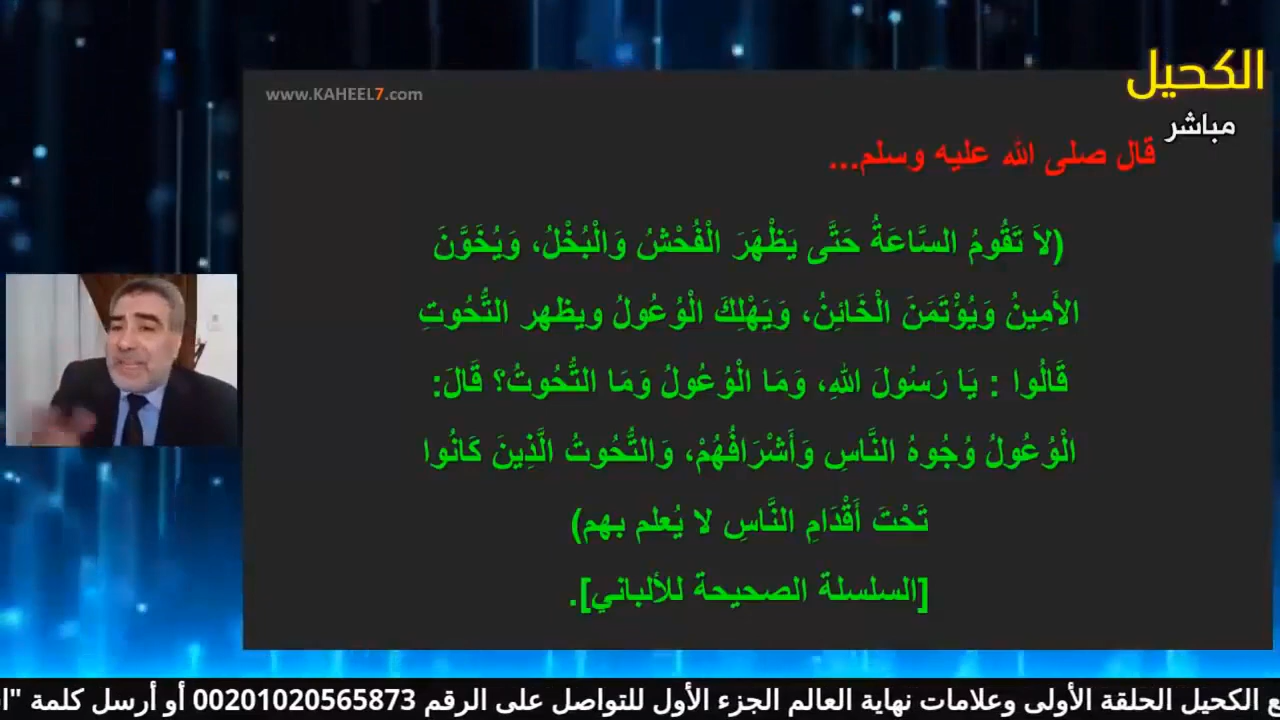 الكحيل
مباشر
www.KAHEEL7.com
قال صلى الله عليه وسلم...
(لاَ تَقُومُ السَّاعَةُ حَتَّى يَظْهَرَ الْفُحْشُ وَالْبُخْلُ، وَيُخَوَّنَ
الأَمِينُ وَيُؤْتَمَنَ الْخَائِنُ، وَيَهْلِكَ الْوُعُولُ ويظهر التُّحُوتِ
قَالُوا : يَا رَسُولَ اللهِ، وَمَا الْوُعُولُ وَمَا التُّحُوتُ؟ قَالَ:
الْوُعُولُ وُجُوهُ النَّاسِ وَأَشْرَافُهُمْ، وَالتُّحُوتُ الَّذِينَ كَانُوا
تَحْتَ أَقْدَامِ النَّاسِ لا يُعلم بهم)
[السلسلة الصحيحة للألباني].
الكحيل الحلقة الأولى وعلامات نهاية العالم الجزء الأول للتواصل على الرقم 00201020565873 أو أرسل كلمة